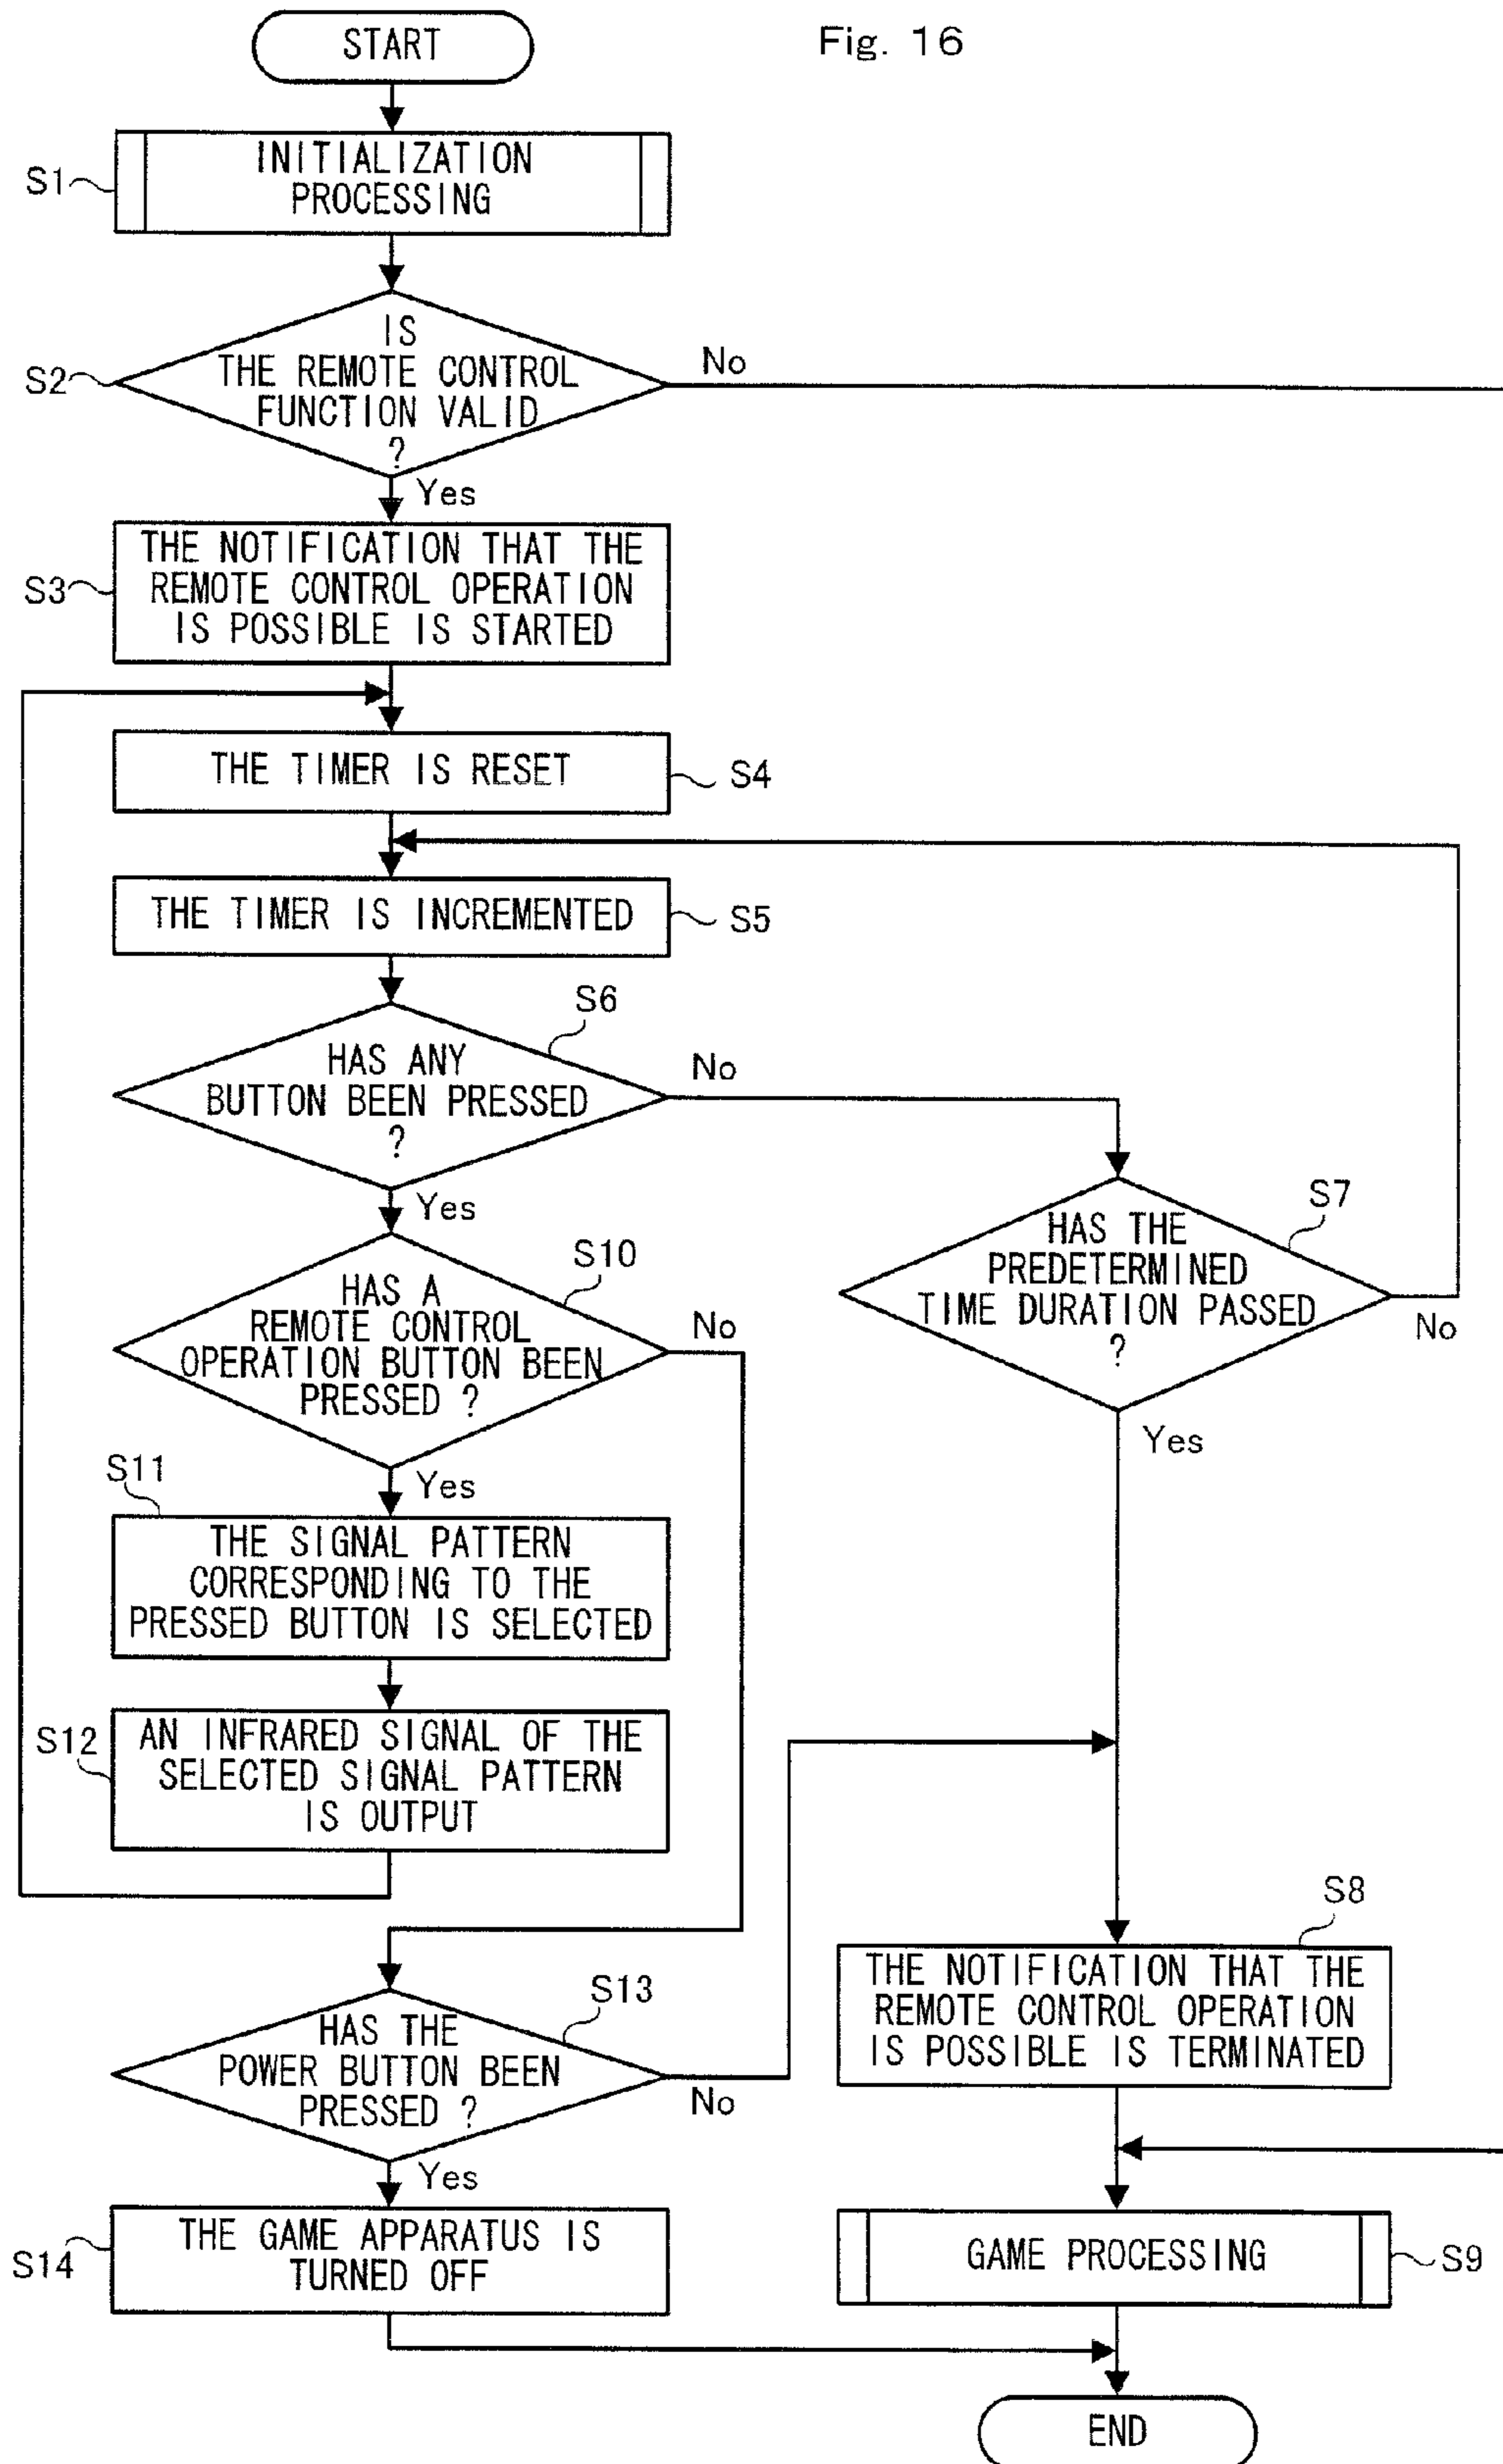 Fig. 16
START
S1
INITIALIZATION
PROCESSING
S2
IS
THE REMOTE CONTROL
FUNCTION VALID
?
No
Yes
S3
THE NOTIFICATION THAT THE
REMOTE CONTROL OPERATION
IS POSSIBLE IS STARTED
THE TIMER IS RESET
S4
THE TIMER IS INCREMENTED
S5
S6
HAS ANY
BUTTON BEEN PRESSED
?
No
Yes
S7
HAS THE
PREDETERMINED
TIME DURATION PASSED
?
No
Yes
S10
HAS A
REMOTE CONTROL
OPERATION BUTTON BEEN
PRESSED ?
No
Yes
S11
THE SIGNAL PATTERN
CORRESPONDING TO THE
PRESSED BUTTON IS SELECTED
S12
AN INFRARED SIGNAL OF THE
SELECTED SIGNAL PATTERN
IS OUTPUT
S13
HAS THE
POWER BUTTON BEEN
PRESSED ?
No
Yes
S8
THE NOTIFICATION THAT THE
REMOTE CONTROL OPERATION
IS POSSIBLE IS TERMINATED
S14
THE GAME APPARATUS IS
TURNED OFF
GAME PROCESSING
S9
END